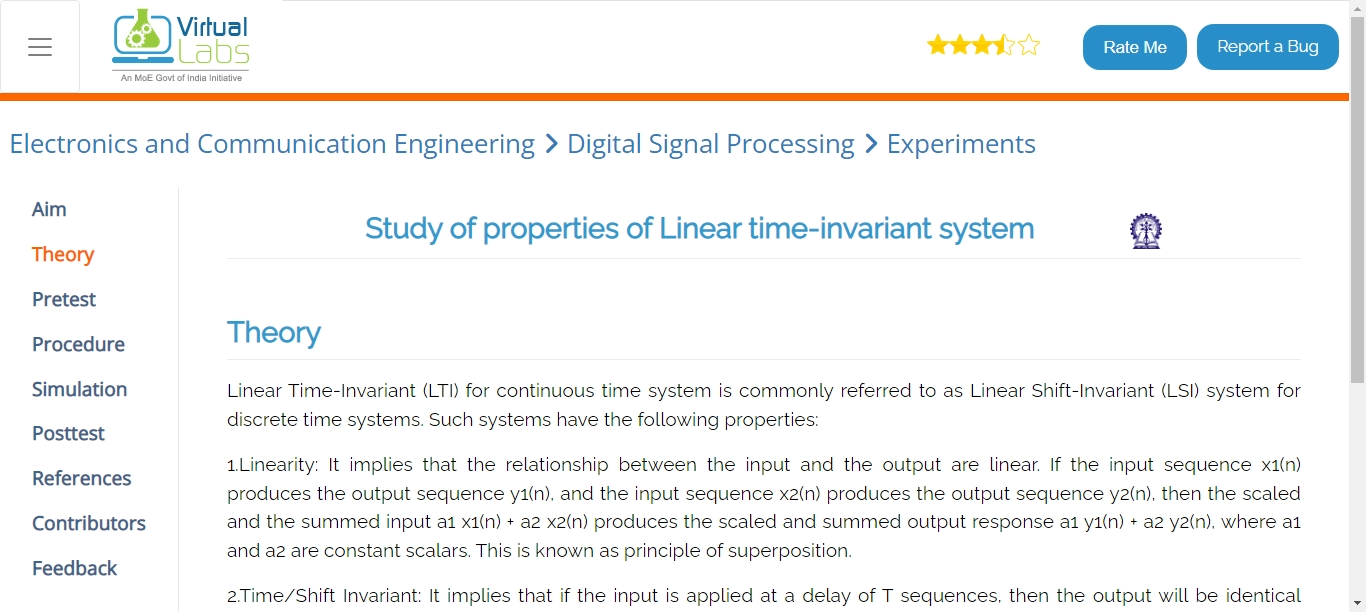 Virtual
Labs
An MoE Govt of India Initiative
Rate Me
Report a Bug
Electronics and Communication Engineering > Digital Signal Processing > Experiments
Aim
Theory
Pretest
Procedure
Simulation
Posttest
References
Contributors
Feedback
Study of properties of Linear time-invariant system
Theory
Linear Time-Invariant (LTI) for continuous time system is commonly referred to as Linear Shift-Invariant (LSI) system for
discrete time systems. Such systems have the following properties:
1.Linearity: It implies that the relationship between the input and the output are linear. If the input sequence x1(n)
produces the output sequence y1(n), and the input sequence x2(n) produces the output sequence y2(n), then the scaled
and the summed input a1 x1(n) + a2 x2(n) produces the scaled and summed output response a1 y1(n) + a2 y2(n), where a1
and a2 are constant scalars. This is known as principle of superposition.
2.Time/Shift Invariant: It implies that if the input is applied at a delay of T sequences, then the output will be identical